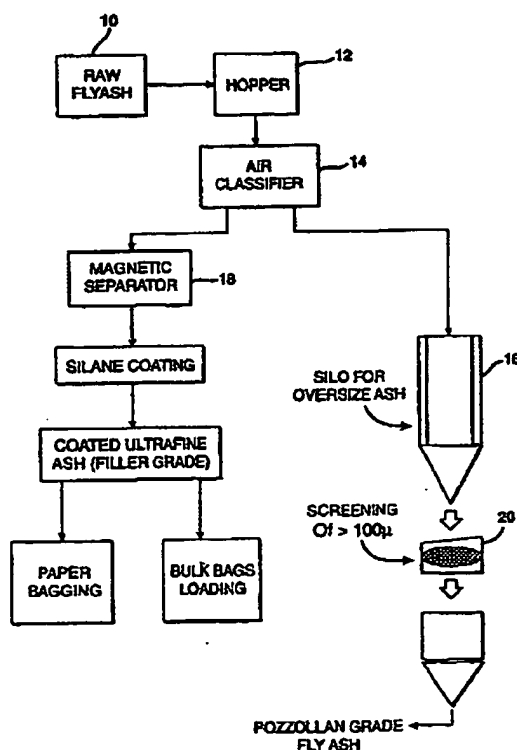 10
RAW
FLYASH
12
HOPPER
AIR
CLASSIFIER
14
MAGNETIC
SEPARATOR
18
SILANE COATING
COATED ULTRAFINE
ASH (FILLER GRADE)
PAPER
BAGGING
BULK BAGS
LOADING
16
SILO FOR
OVERSIZE ASH
SCREENING
Of > 100µ
20
POZZOLLAN GRADE
FLY ASH